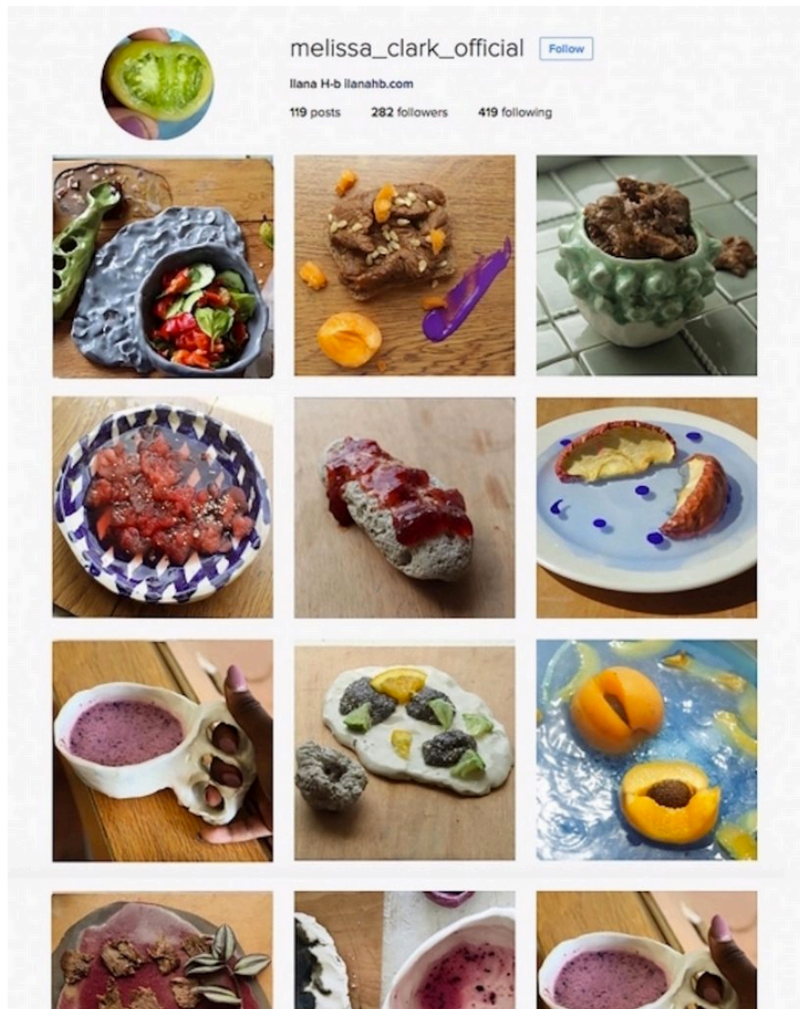 melissa_clark_official Follow
Ilana H-b ilanahb.com
119 posts 282 followers 419 following